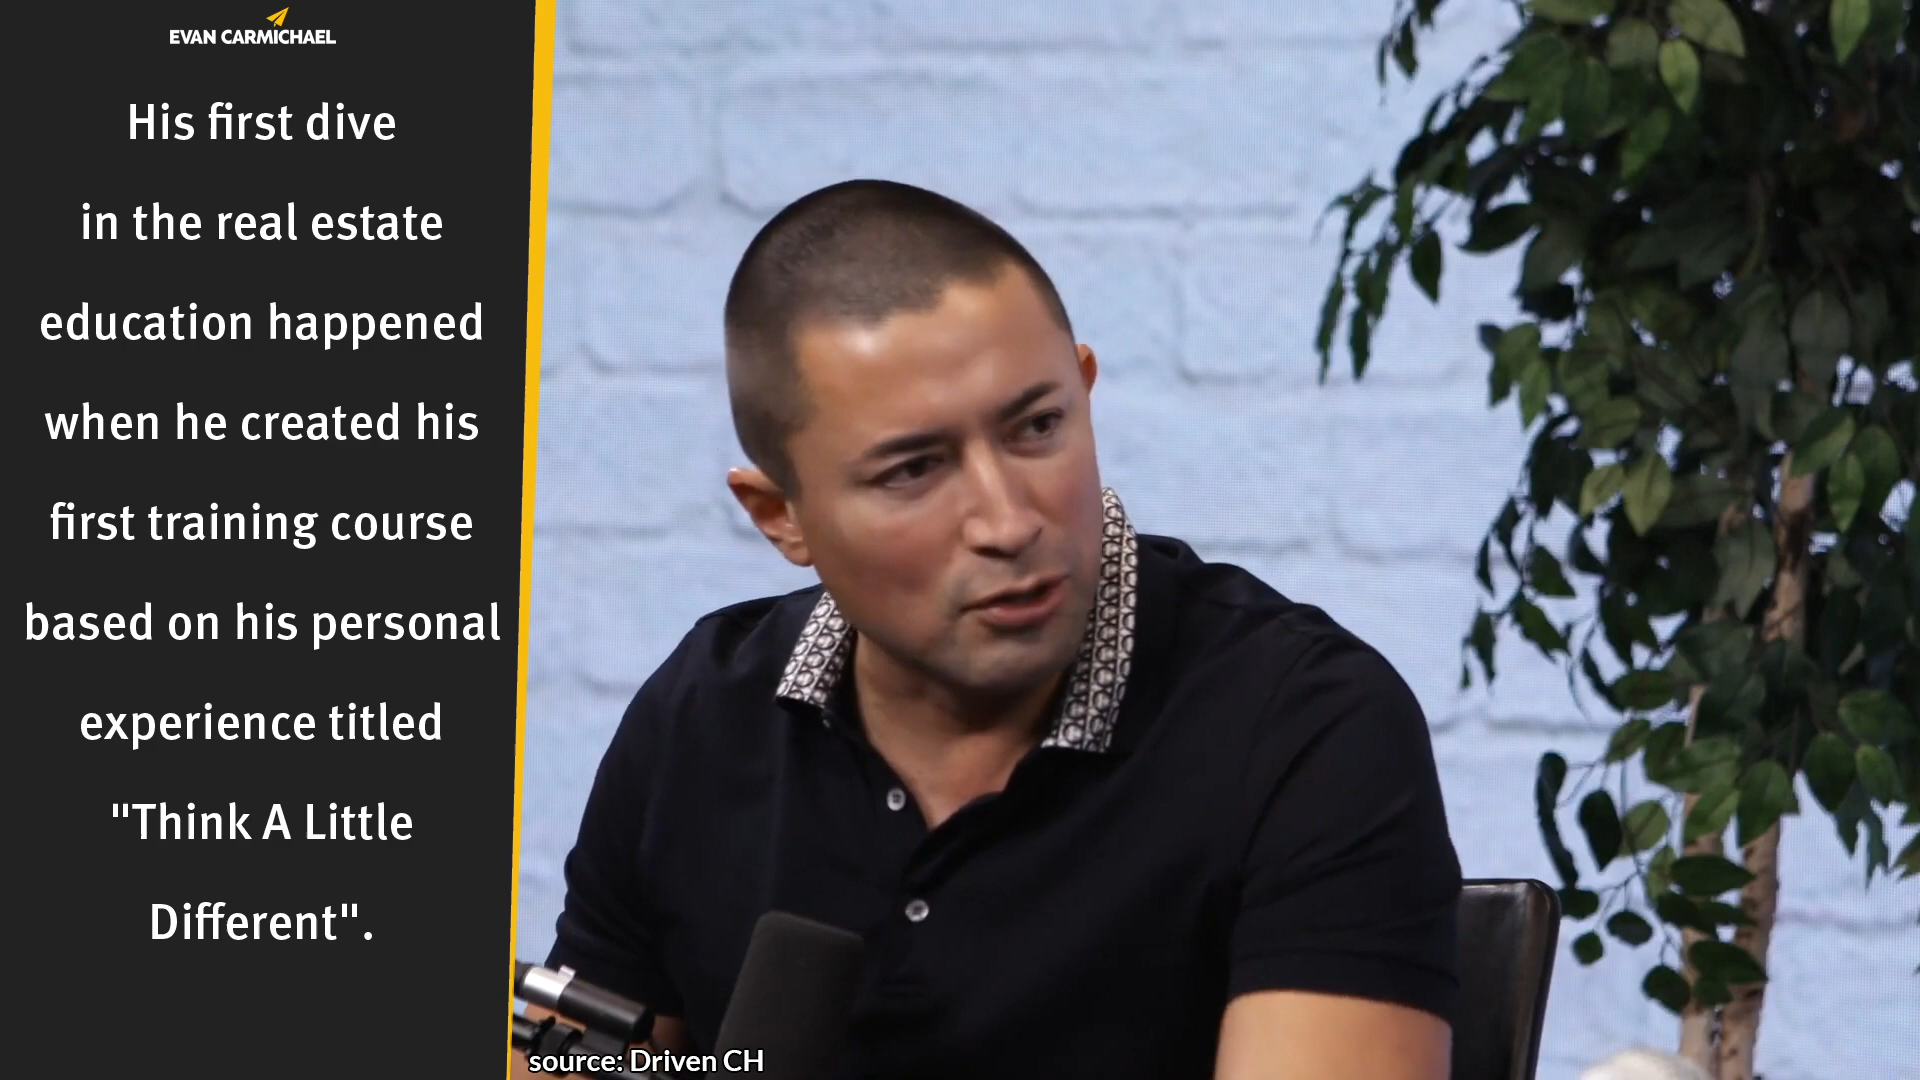 EVAN CARMICHAEL
His first dive
in the real estate
education happened
when he created his
first training course
based on his personal
experience titled
"Think A Little
Different".
source: Driven CH